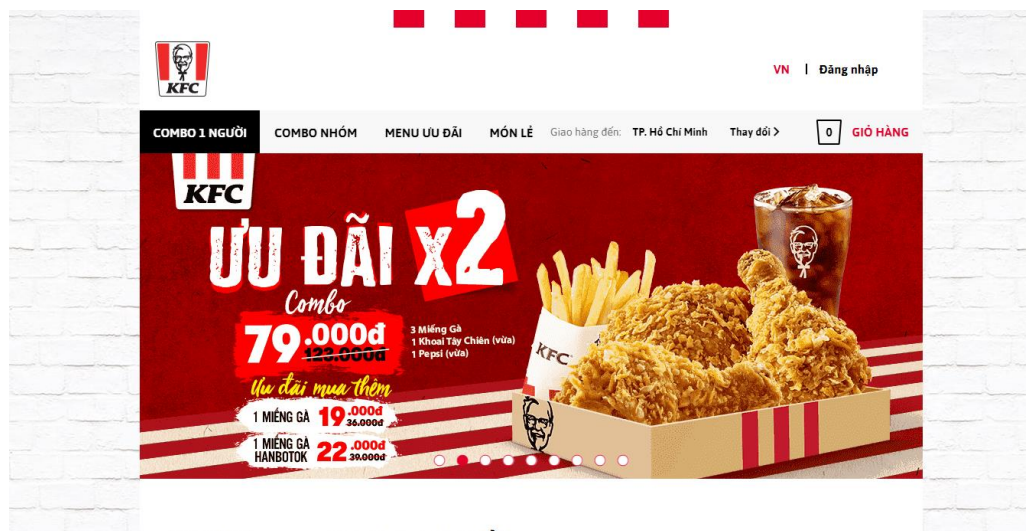 KFC
VN | Đăng nhập
COMBO 1 NGƯỜI COMBO NHÓM MENU ƯU ĐÃI MÓN LẺ Giao hàng đến: TP. Hồ Chí Minh Thay đổi > 0 GIỎ HÀNG
KFC
ƯU ĐÃI X2
Combo
79.000đ
123.000đ
3 Miếng Gà
1 Khoai Tây Chiên (vừa)
1 Pepsi (vừa)
Ưu đãi mua thêm
1 MIẾNG GÀ 19.000đ
36.000đ
1 MIẾNG GÀ
HANBOTOK 22.000đ
39.000đ
KFC